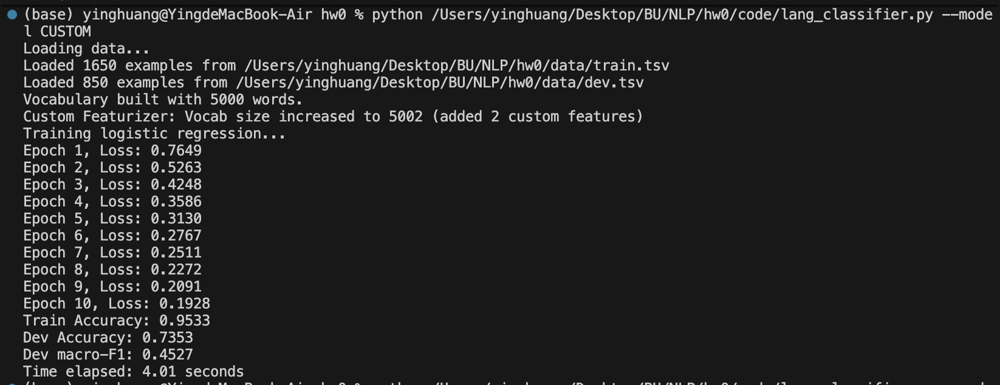 (base) yinghuang@YingdeMacBook-Air hw0 % python /Users/yinghuang/Desktop/BU/NLP/hw0/code/lang_classifier.py --mode
l CUSTOM
Loading data...
Loaded 1650 examples from /Users/yinghuang/Desktop/BU/NLP/hw0/data/train.tsv
Loaded 850 examples from /Users/yinghuang/Desktop/BU/NLP/hw0/data/dev.tsv
Vocabulary built with 5000 words.
Custom Featurizer: Vocab size increased to 5002 (added 2 custom features)
Training logistic regression...
Epoch 1, Loss: 0.7649
Epoch 2, Loss: 0.5263
Epoch 3, Loss: 0.4248
Epoch 4, Loss: 0.3586
Epoch 5, Loss: 0.3130
Epoch 6, Loss: 0.2767
Epoch 7, Loss: 0.2511
Epoch 8, Loss: 0.2272
Epoch 9, Loss: 0.2091
Epoch 10, Loss: 0.1928
Train Accuracy: 0.9533
Dev Accuracy: 0.7353
Dev macro-F1: 0.4527
Time elapsed: 4.01 seconds